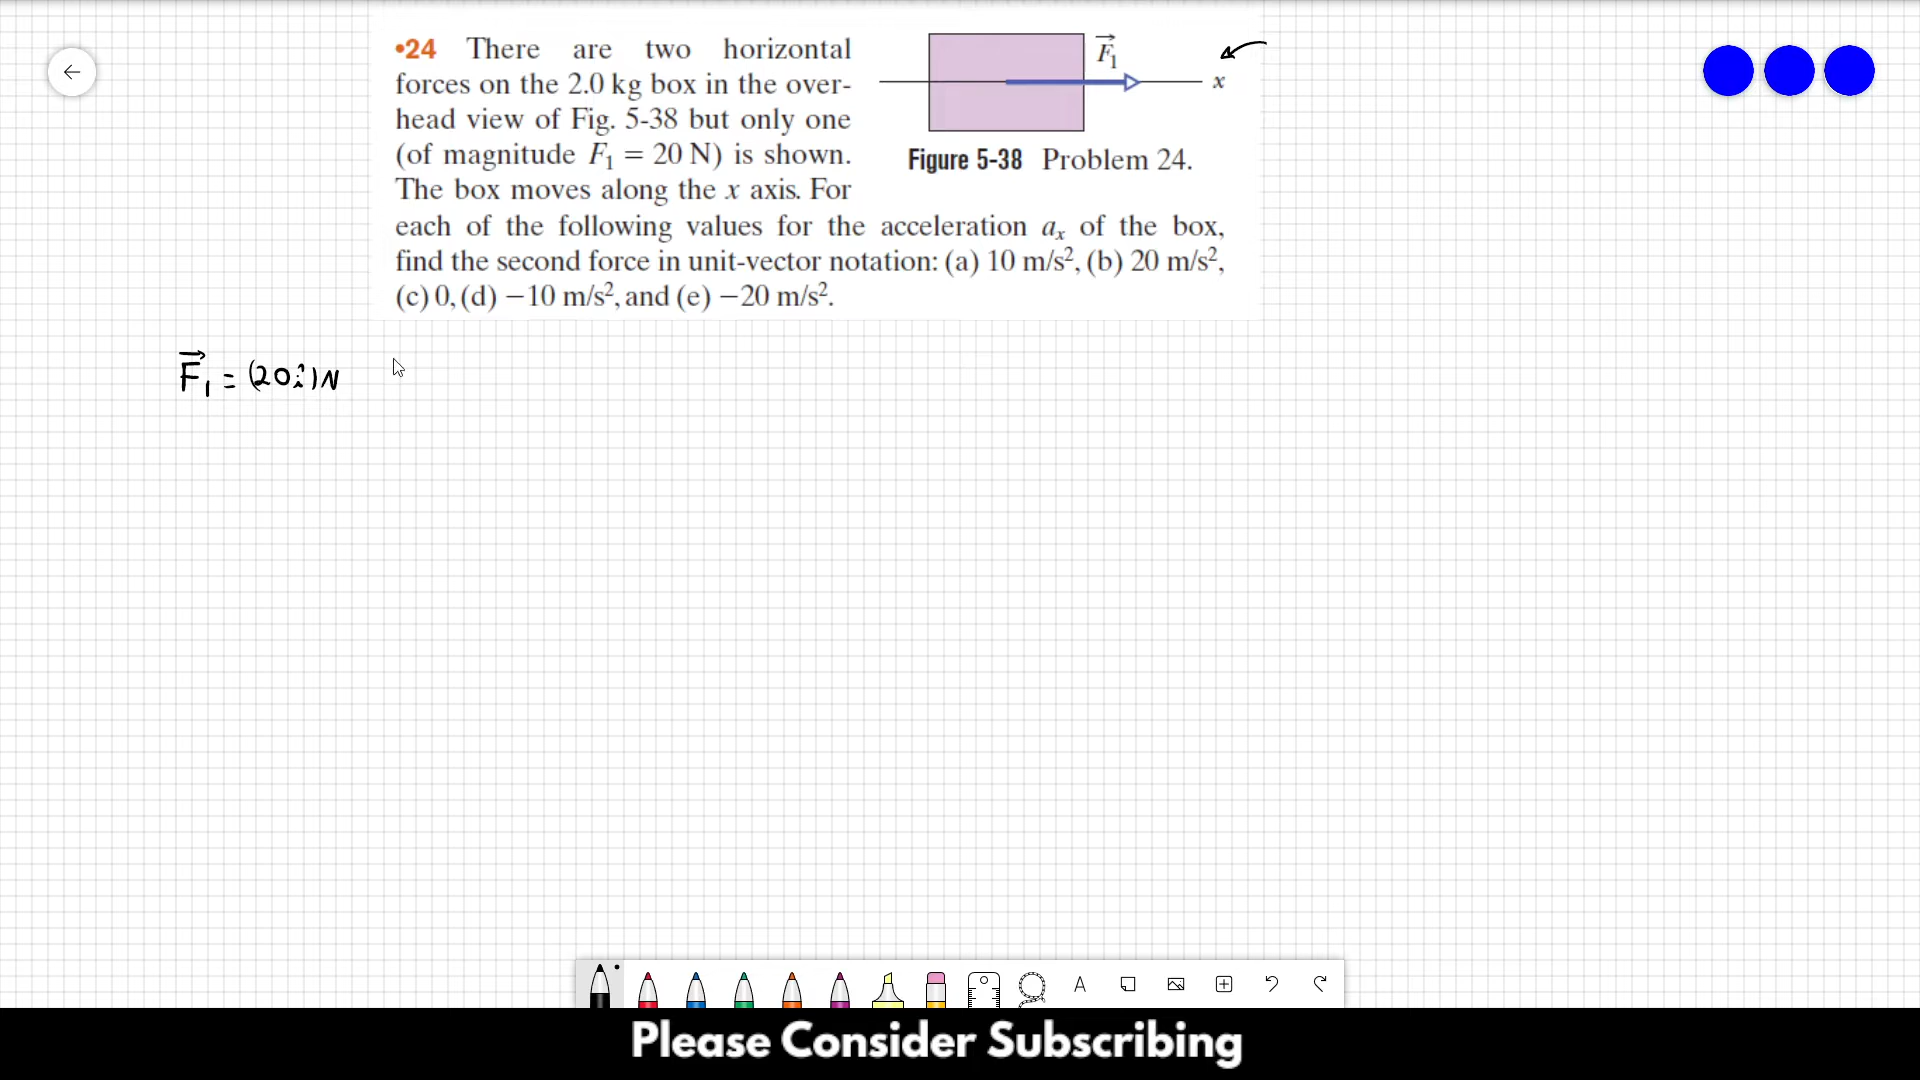 •24 There are two horizontal
forces on the 2.0 kg box in the over-
head view of Fig. 5-38 but only one
(of magnitude F₁ = 20 N) is shown.
The box moves along the x axis. For
each of the following values for the acceleration aₓ of the box,
find the second force in unit-vector notation: (a) 10 m/s², (b) 20 m/s²,
(c) 0, (d) −10 m/s², and (e) −20 m/s².
F⃗₁
x
Figure 5-38 Problem 24.
F⃗₁ = (20î) N
A
Please Consider Subscribing